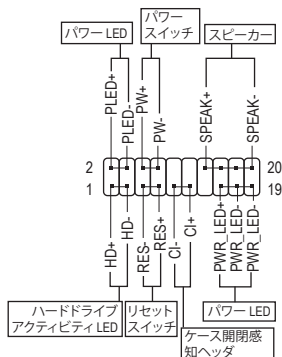 パワー LED
パワー
スイッチ
スピーカー
PLED+
PLED-
PW+
PW-
SPEAK+
SPEAK-
2
20
1
19
HD+
HD-
RES-
RES+
CI-
CI+
PWR_LED+
PWR_LED-
PWR_LED-
ハードドライブ
アクティビティ LED
リセット
スイッチ
ケース開閉感
知ヘッダ
パワー LED